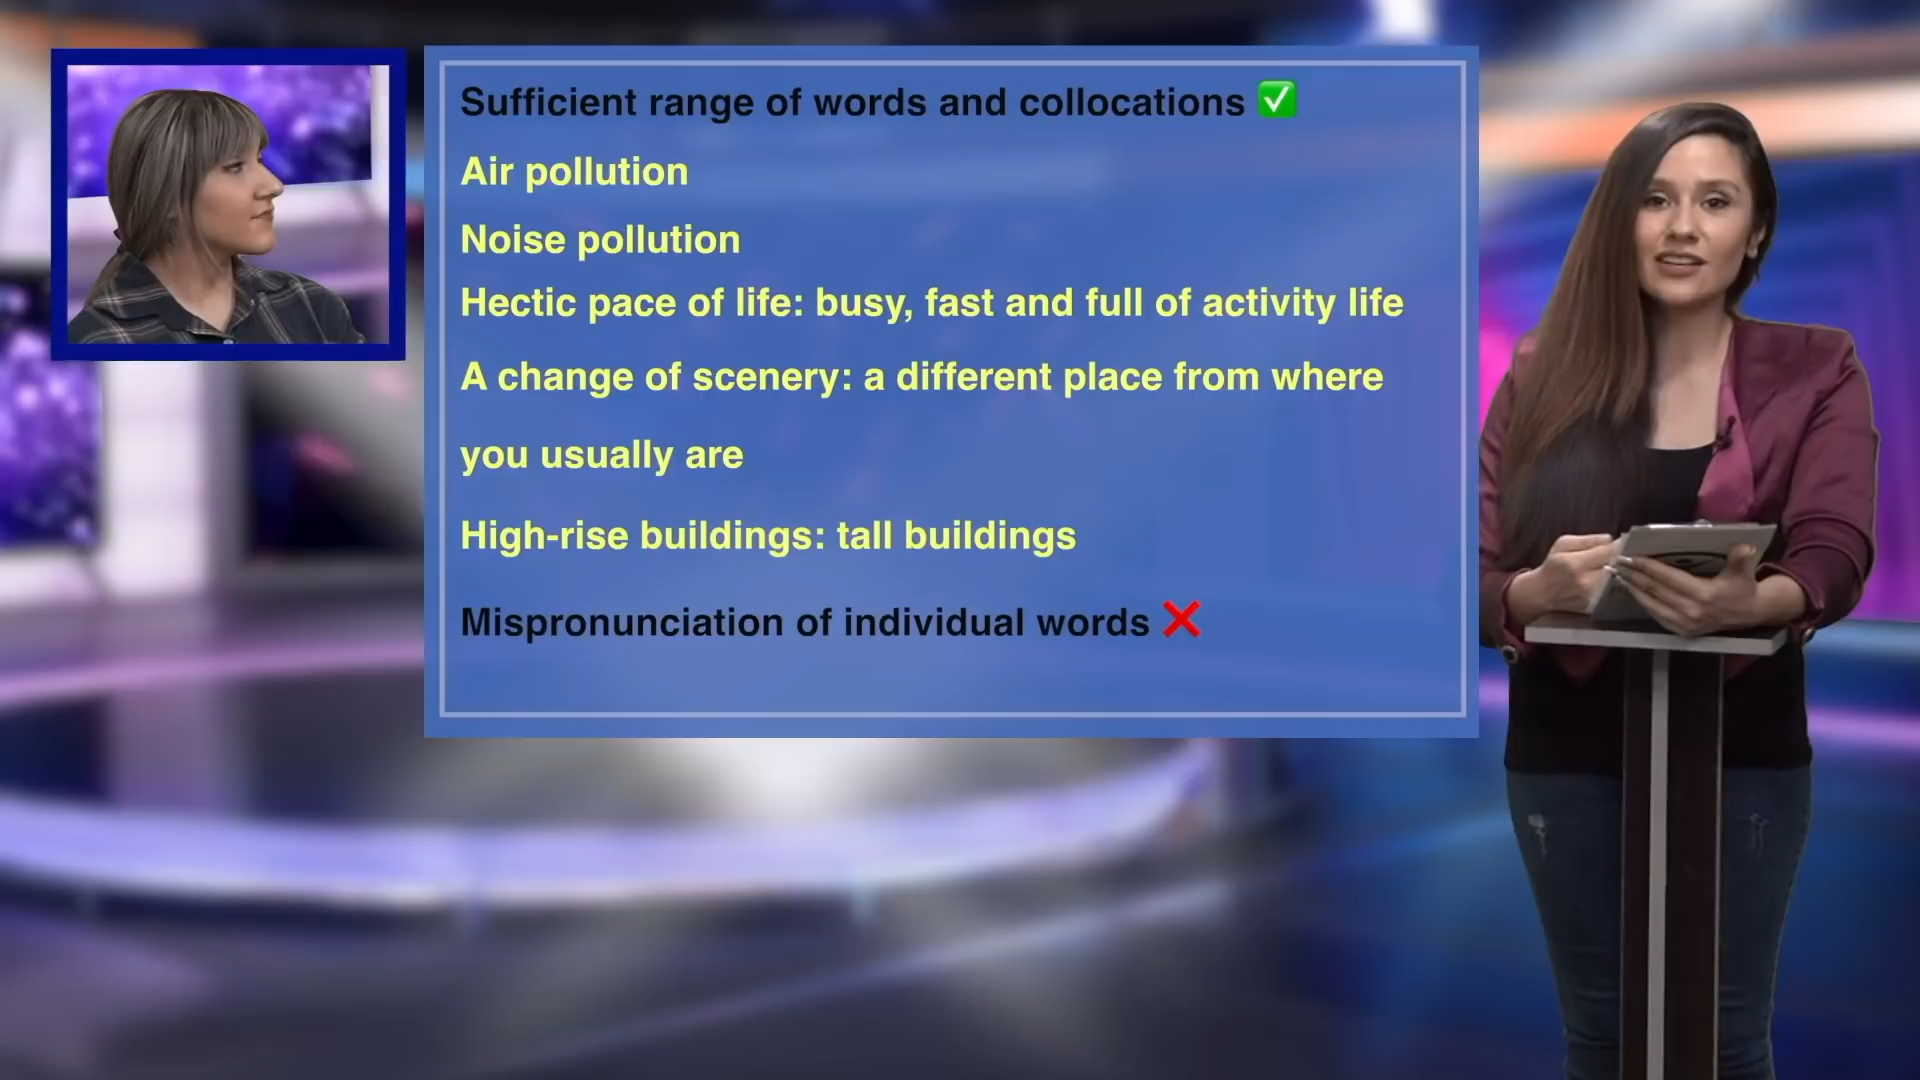 Sufficient range of words and collocations ✅
Air pollution
Noise pollution
Hectic pace of life: busy, fast and full of activity life
A change of scenery: a different place from where
you usually are
High-rise buildings: tall buildings
Mispronunciation of individual words ❌